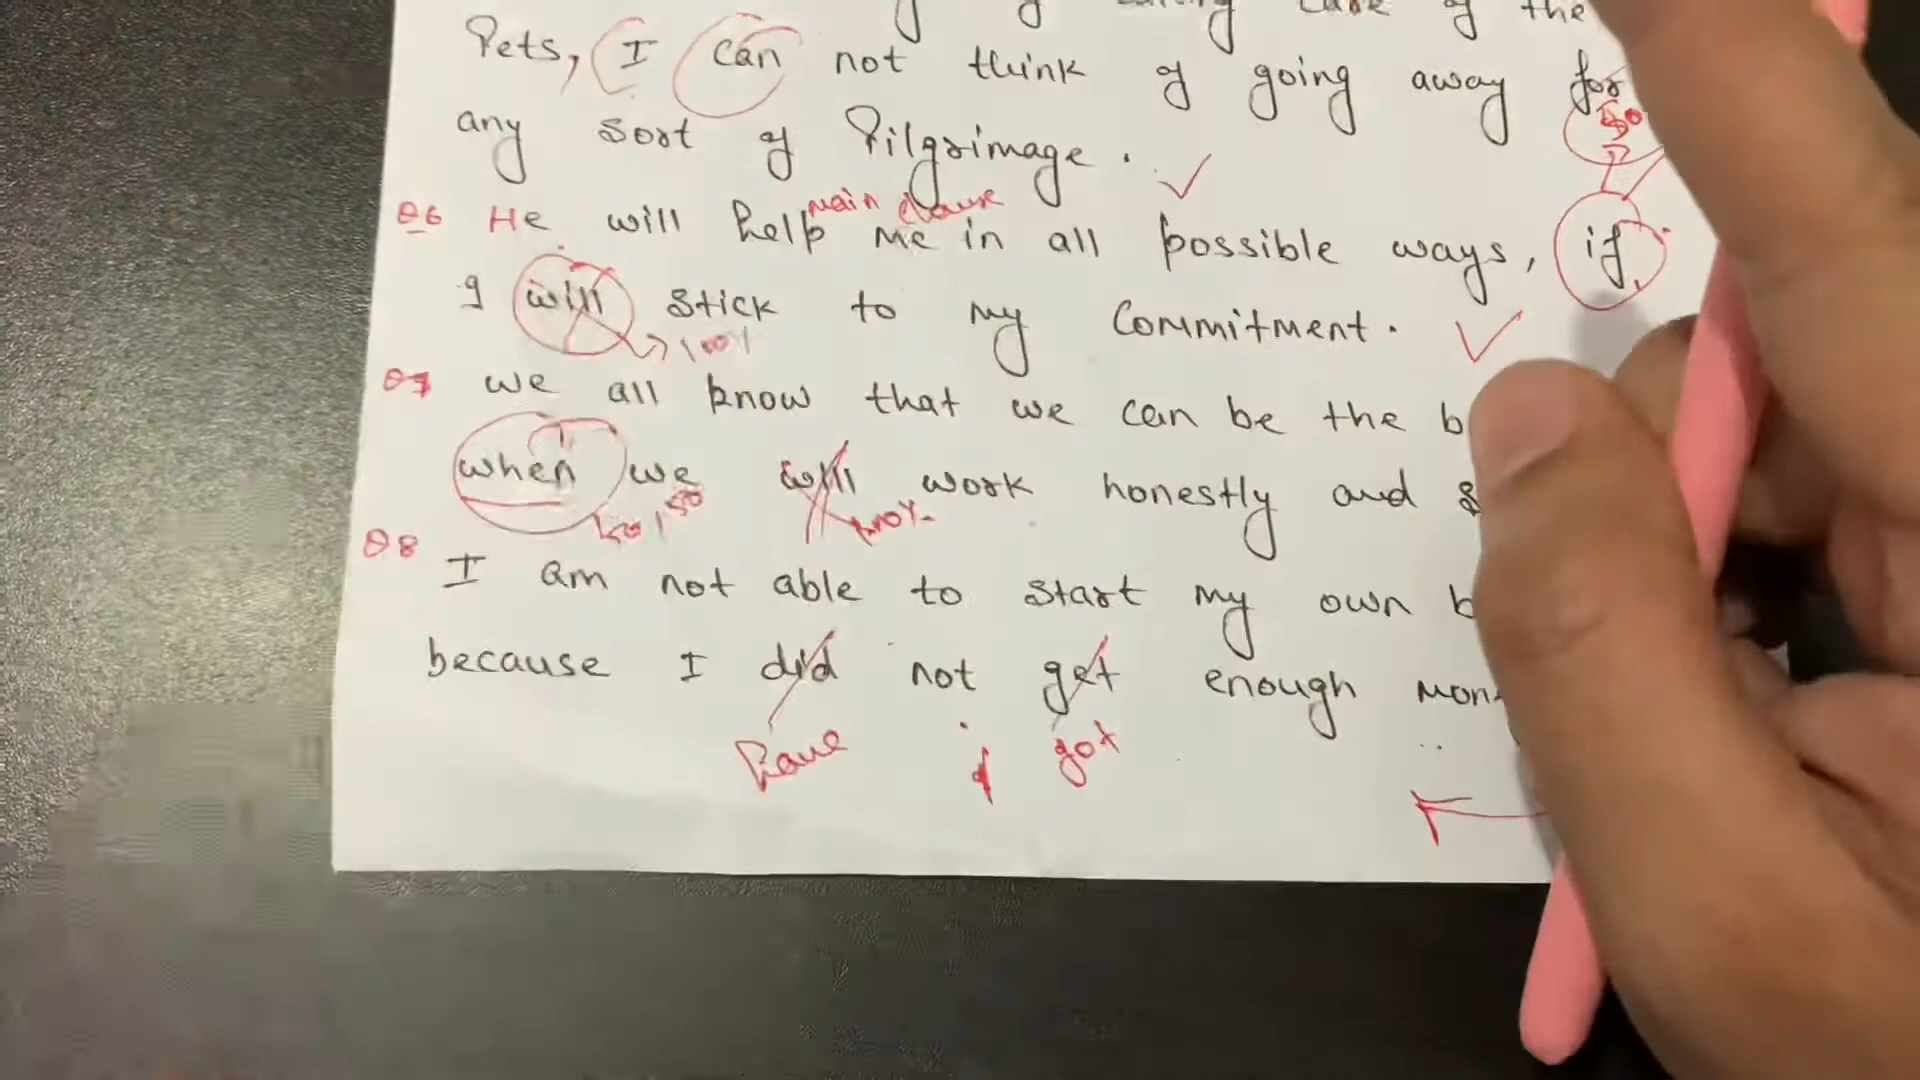 the
Pets, I can not think of going away for
any sort of Pilgrimage.
main clause
Q6 He will help me in all possible ways, if
I will stick to my Commitment.
Q7 we all know that we can be the b
when we will work honestly and s
Q8 I am not able to start my own b
because I did not get enough mon
have got